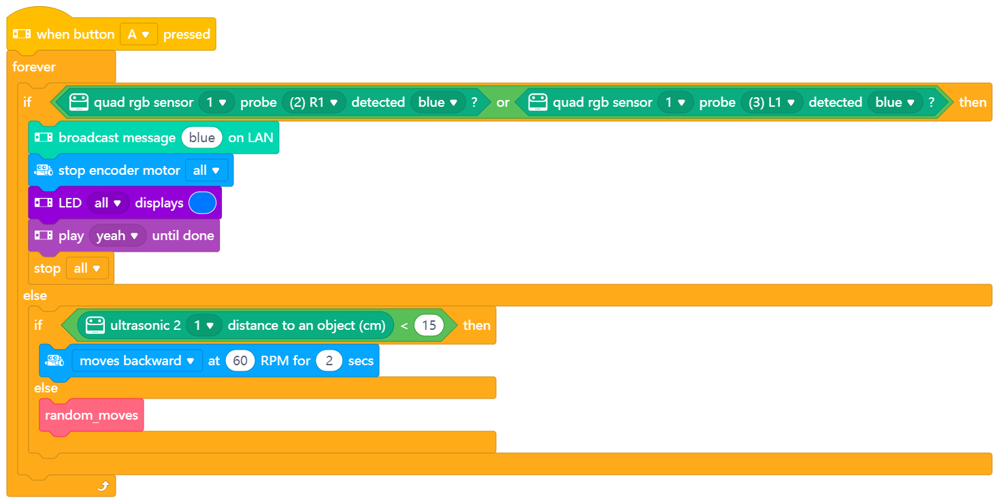 when button A pressed
forever
if quad rgb sensor 1 probe (2) R1 detected blue ? or quad rgb sensor 1 probe (3) L1 detected blue ? then
broadcast message blue on LAN
stop encoder motor all
LED all displays
play yeah until done
stop all
else
if ultrasonic 2 1 distance to an object (cm) < 15 then
moves backward at 60 RPM for 2 secs
else
random_moves